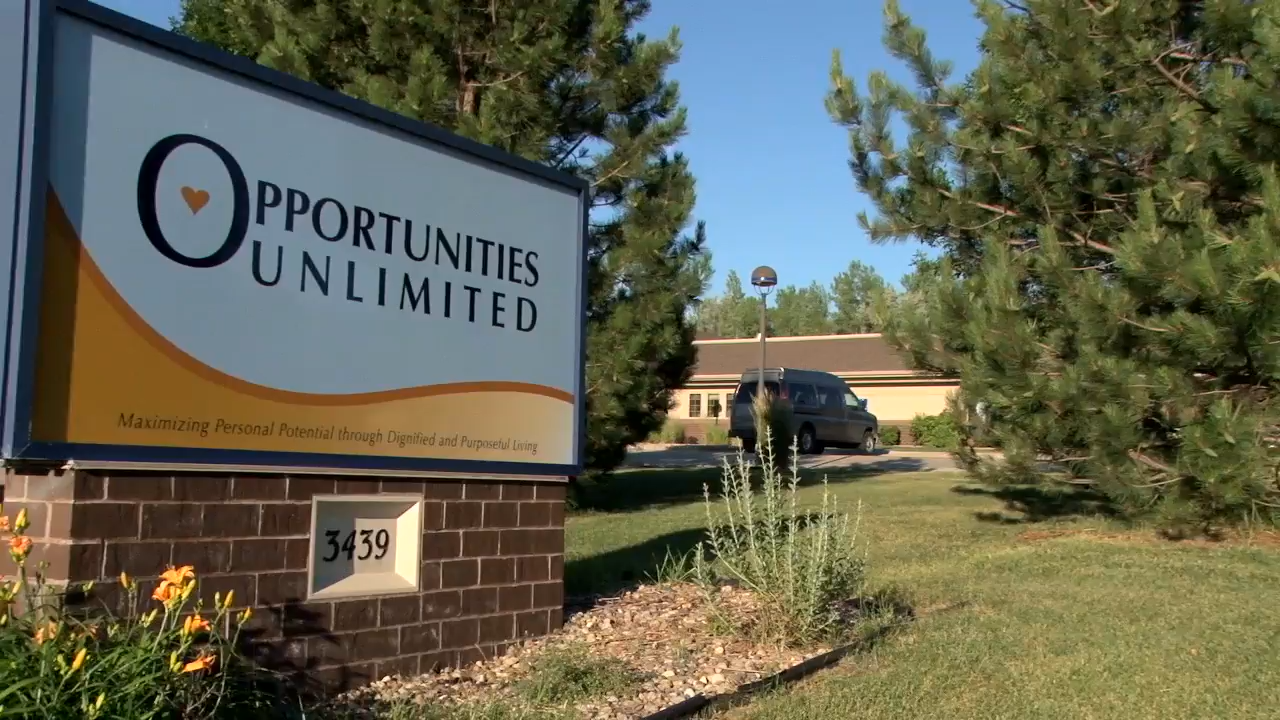 OPPORTUNITIES
UNLIMITED
Maximizing Personal Potential through Dignified and Purposeful Living
3439